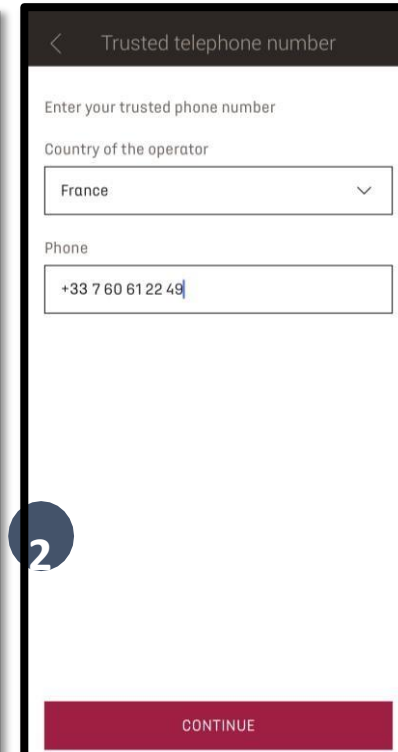 Trusted telephone number
Enter your trusted phone number
Country of the operator
France
Phone
+33 7 60 61 22 49
2
CONTINUE